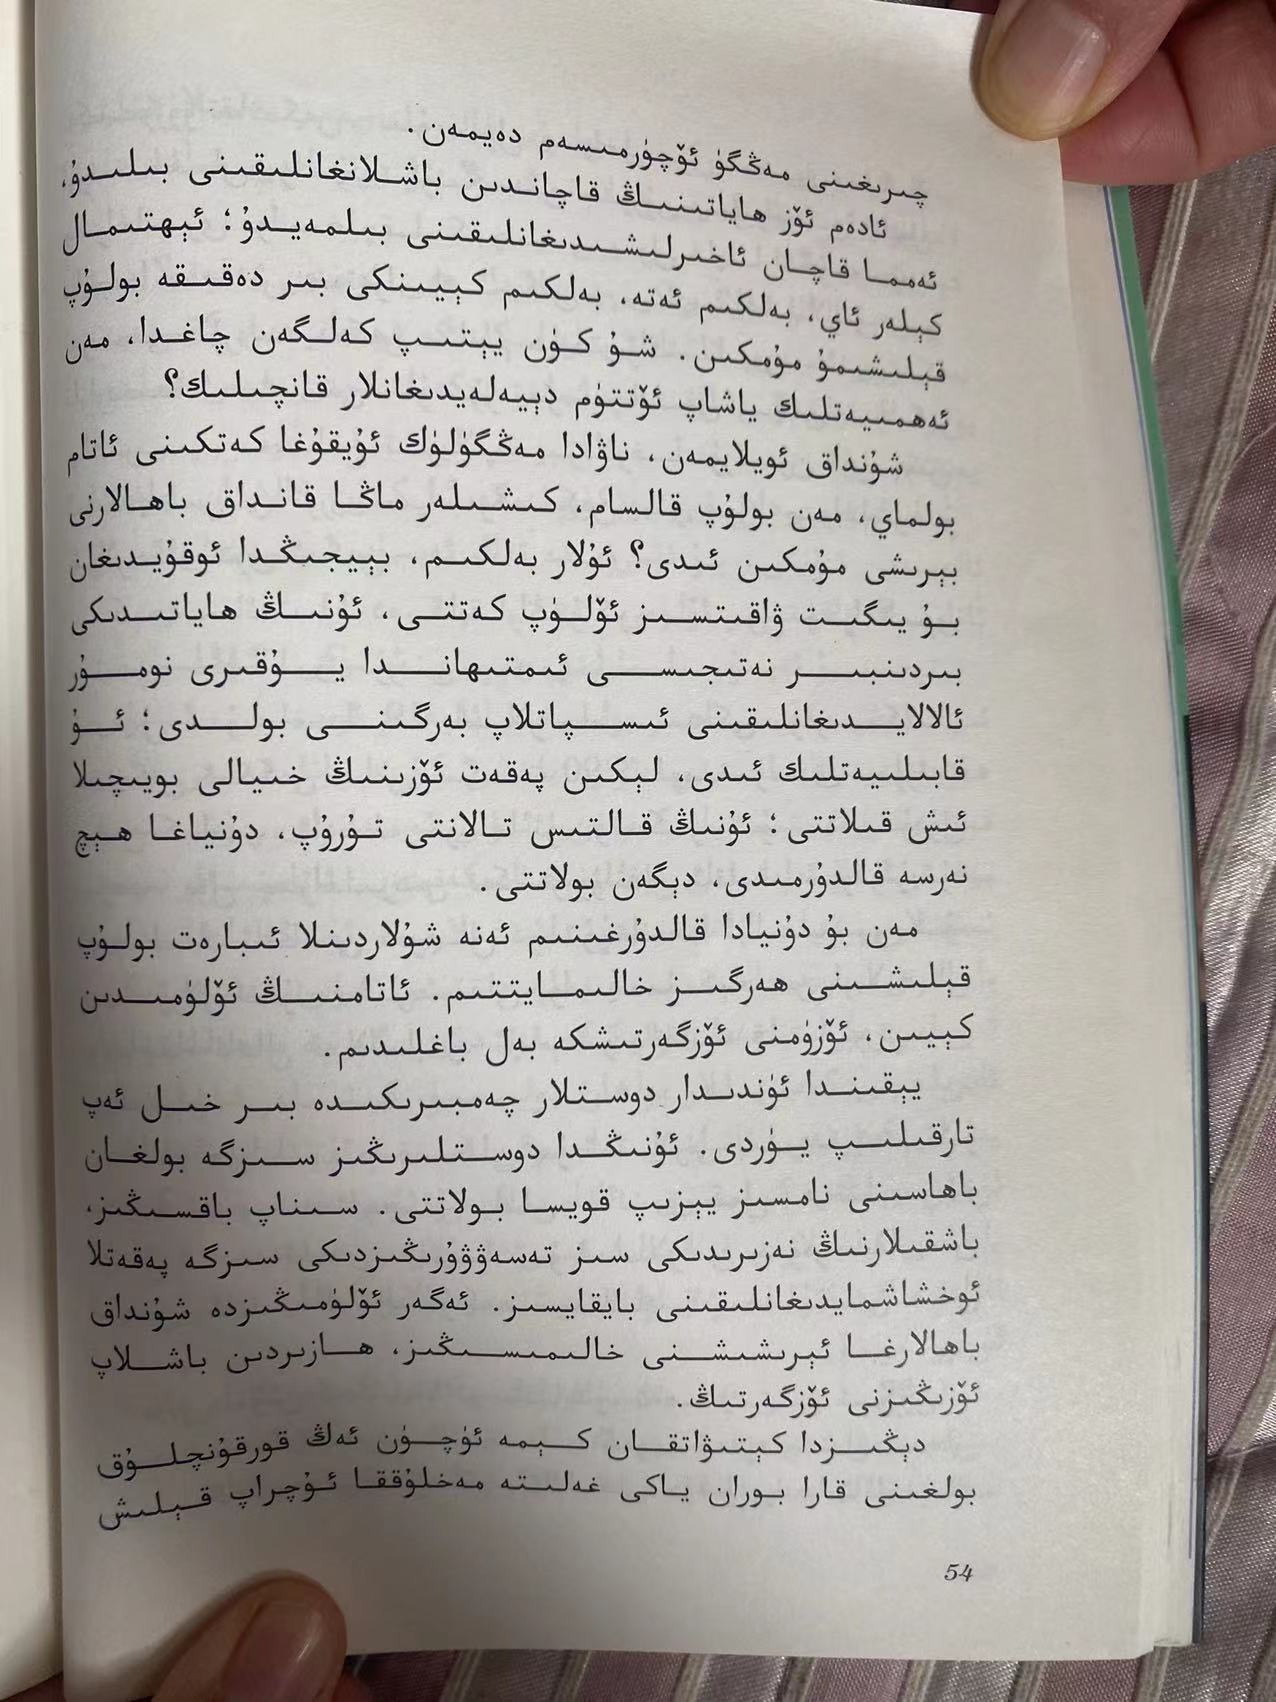 چىرىغىنى مەڭگۈ ئۆچۈرمىسەم دەيمەن.
ئادەم ئۆز ھاياتىنىڭ قاچاندىن باشلانغانلىقىنى بىلىدۇ،
ئەمما قاچان ئاخىرلىشىدىغانلىقىنى بىلمەيدۇ؛ ئېھتىمال
كېلەر ئاي، بەلكىم ئەتە، بەلكىم كېيىنكى بىر دەقىقە بولۇپ
قېلىشىمۇ مۇمكىن. شۇ كۈن يېتىپ كەلگەن چاغدا، مەن
ئەھمىيەتلىك ياشاپ ئۆتتۈم دېيەلەيدىغانلار قانچىلىك؟
شۇنداق ئويلايمەن، ناۋادا مەڭگۈلۈك ئۇيقۇغا كەتكىنى ئاتام
بولماي، مەن بولۇپ قالسام، كىشىلەر ماڭا قانداق باھالارنى
بېرىشى مۇمكىن ئىدى؟ ئۇلار بەلكىم، بېيجىڭدا ئوقۇيدىغان
بۇ يىگىت ۋاقىتسىز ئۆلۈپ كەتتى، ئۇنىڭ ھاياتىدىكى
بىردىنبىر نەتىجىسى ئىمتىھاندا يۇقىرى نومۇر
ئالالايدىغانلىقىنى ئىسپاتلاپ بەرگىنى بولدى؛ ئۇ
قابىلىيەتلىك ئىدى، لېكىن پەقەت ئۆزىنىڭ خىيالى بويىچىلا
ئىش قىلاتتى؛ ئۇنىڭ قالتىس تالانتى تۇرۇپ، دۇنياغا ھېچ
نەرسە قالدۇرمىدى، دېگەن بولاتتى.
مەن بۇ دۇنيادا قالدۇرغىنىم ئەنە شۇلاردىنلا ئىبارەت بولۇپ
قېلىشىنى ھەرگىز خالىمايتتىم. ئاتامنىڭ ئۆلۈمىدىن
كېيىن، ئۆزۈمنى ئۆزگەرتىشكە بەل باغلىدىم.
يېقىندا ئۈندىدار دوستلار چەمبىرىكىدە بىر خىل ئەپ
تارقىلىپ يۈردى. ئۇنىڭدا دوستلىرىڭىز سىزگە بولغان
باھاسىنى نامسىز يېزىپ قويسا بولاتتى. سىناپ باقسىڭىز،
باشقىلارنىڭ نەزىرىدىكى سىز تەسەۋۋۇرىڭىزدىكى سىزگە پەقەتلا
ئوخشاشمايدىغانلىقىنى بايقايسىز. ئەگەر ئۆلۈمىڭىزدە شۇنداق
باھالارغا ئېرىشىشنى خالىمىسىڭىز، ھازىردىن باشلاپ
ئۆزىڭىزنى ئۆزگەرتىڭ.
دېڭىزدا كېتىۋاتقان كېمە ئۈچۈن ئەڭ قورقۇنچلۇق
بولغىنى قارا بوران ياكى غەلىتە مەخلۇققا ئۇچراپ قېلىش
54